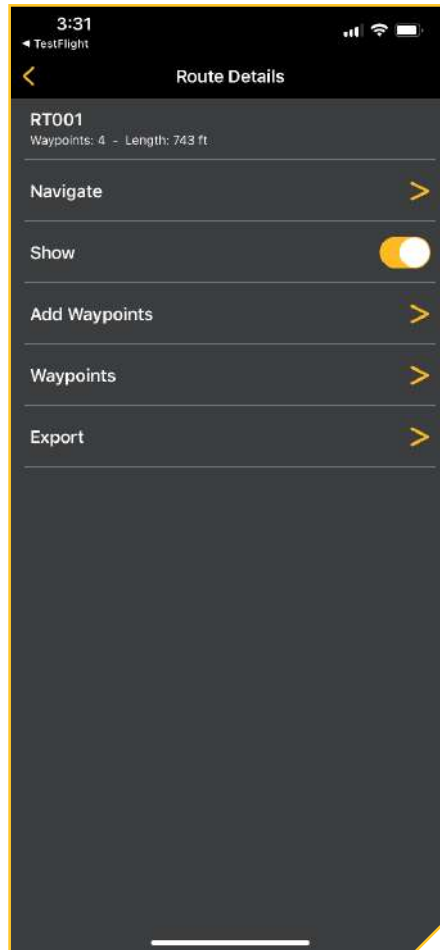 3:31
◄ TestFlight
Route Details
RT001
Waypoints: 4 - Length: 743 ft
Navigate
Show
Add Waypoints
Waypoints
Export